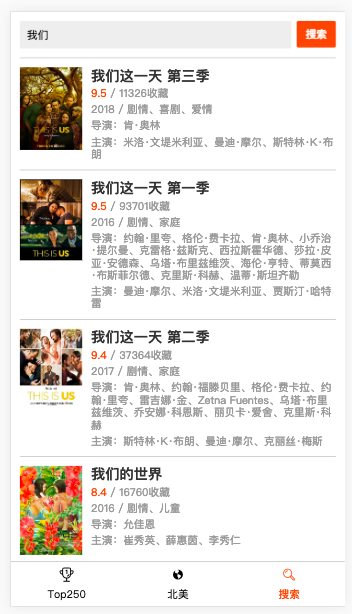 我们
搜索
我们这一天 第三季
9.5 / 11326收藏
2018 / 剧情、喜剧、爱情
导演：肯·奥林
主演：米洛·文堤米利亚、曼迪·摩尔、斯特林·K·布
朗
THIS IS US
我们这一天 第一季
9.5 / 93701收藏
2016 / 剧情、家庭
导演：约翰·里夸、格伦·费卡拉、肯·奥林、小乔治
·提尔曼、克雷格·兹斯克、西拉斯霍华德、莎拉·皮
亚·安德森、乌塔·布里兹维茨、海伦·亨特、蒂莫西
·布斯菲尔德、克里斯·科赫、温蒂·斯坦齐勒
主演：曼迪·摩尔、米洛·文堤米利亚、贾斯汀·哈特
雷
THIS IS US
我们这一天 第二季
9.4 / 37364收藏
2017 / 剧情、家庭
导演：肯·奥林、约翰·福滕贝里、格伦·费卡拉、约
翰·里夸、雷吉娜·金、Zetna Fuentes、乌塔·布里
兹维茨、乔安娜·科恩斯、丽贝卡·爱舍、克里斯·科
赫
主演：斯特林·K·布朗、曼迪·摩尔、克丽丝·梅斯
THIS IS US
我们的世界
8.4 / 16760收藏
2016 / 剧情、儿童
导演：允佳恩
主演：崔秀英、薛惠茵、李秀仁
Top250
北美
搜索